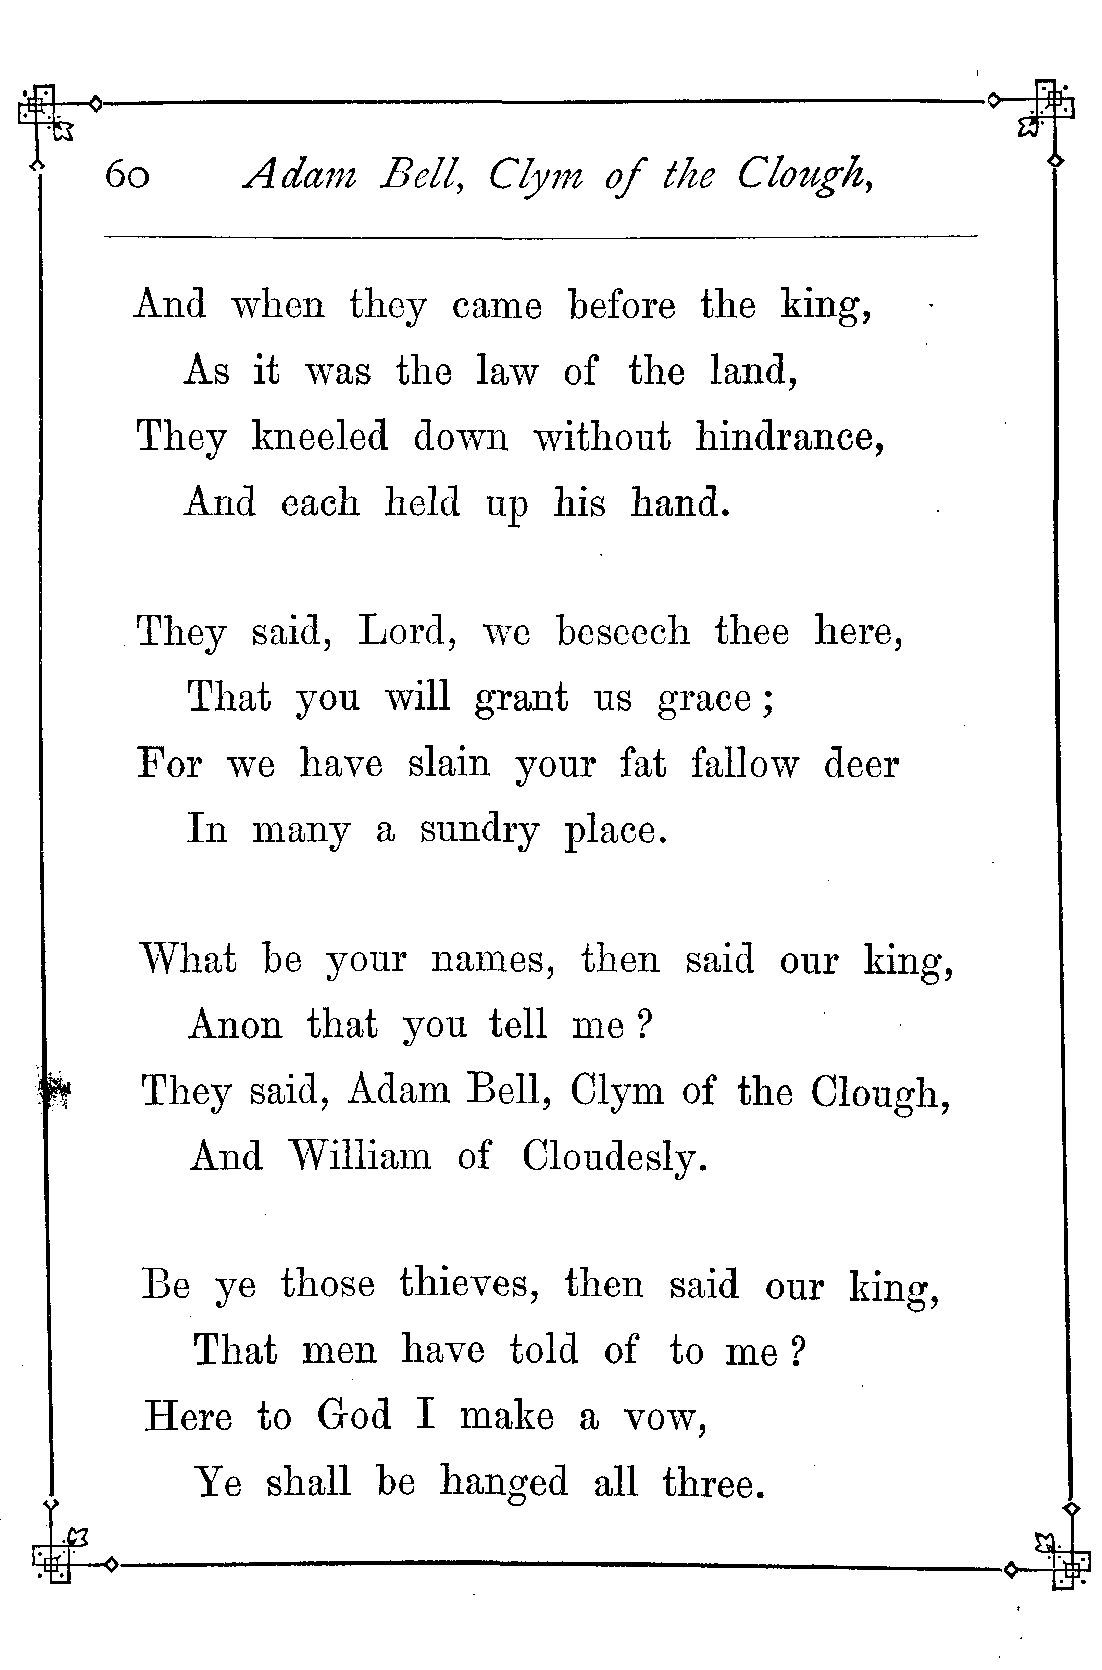 60 Adam Bell, Clym of the Clough,
And when they came before the king,
As it was the law of the land,
They kneeled down without hindrance,
And each held up his hand.
They said, Lord, we beseech thee here,
That you will grant us grace ;
For we have slain your fat fallow deer
In many a sundry place.
What be your names, then said our king,
Anon that you tell me ?
They said, Adam Bell, Clym of the Clough,
And William of Cloudesly.
Be ye those thieves, then said our king,
That men have told of to me ?
Here to God I make a vow,
Ye shall be hanged all three.